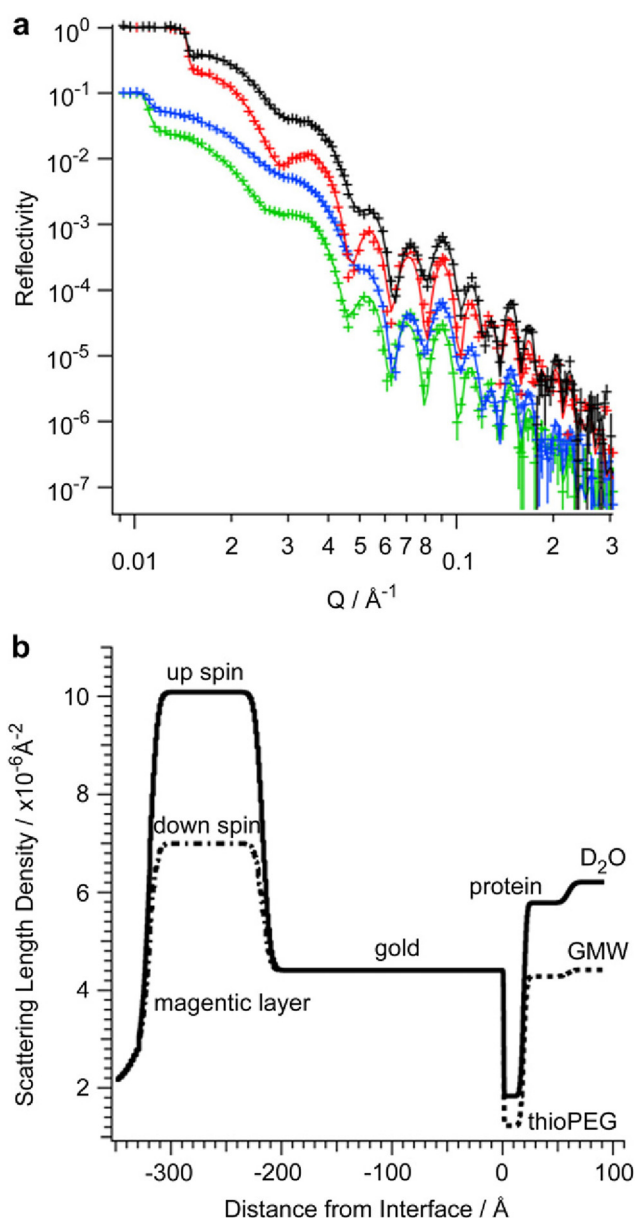 a
10⁰
10⁻¹
10⁻²
10⁻³
10⁻⁴
10⁻⁵
10⁻⁶
10⁻⁷
Reflectivity
0.01 2 3 4 5 6 7 8 0.1 2 3
Q / Å⁻¹
b
10
8
6
4
2
Scattering Length Density / x10⁻⁶Å⁻²
up spin
down spin
magentic layer
gold
protein
D₂O
GMW
thioPEG
-300 -200 -100 0 100
Distance from Interface / Å